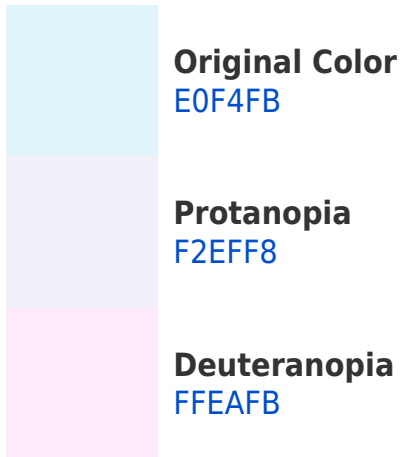 Original Color
E0F4FB
Protanopia
F2EFF8
Deuteranopia
FFEAFB